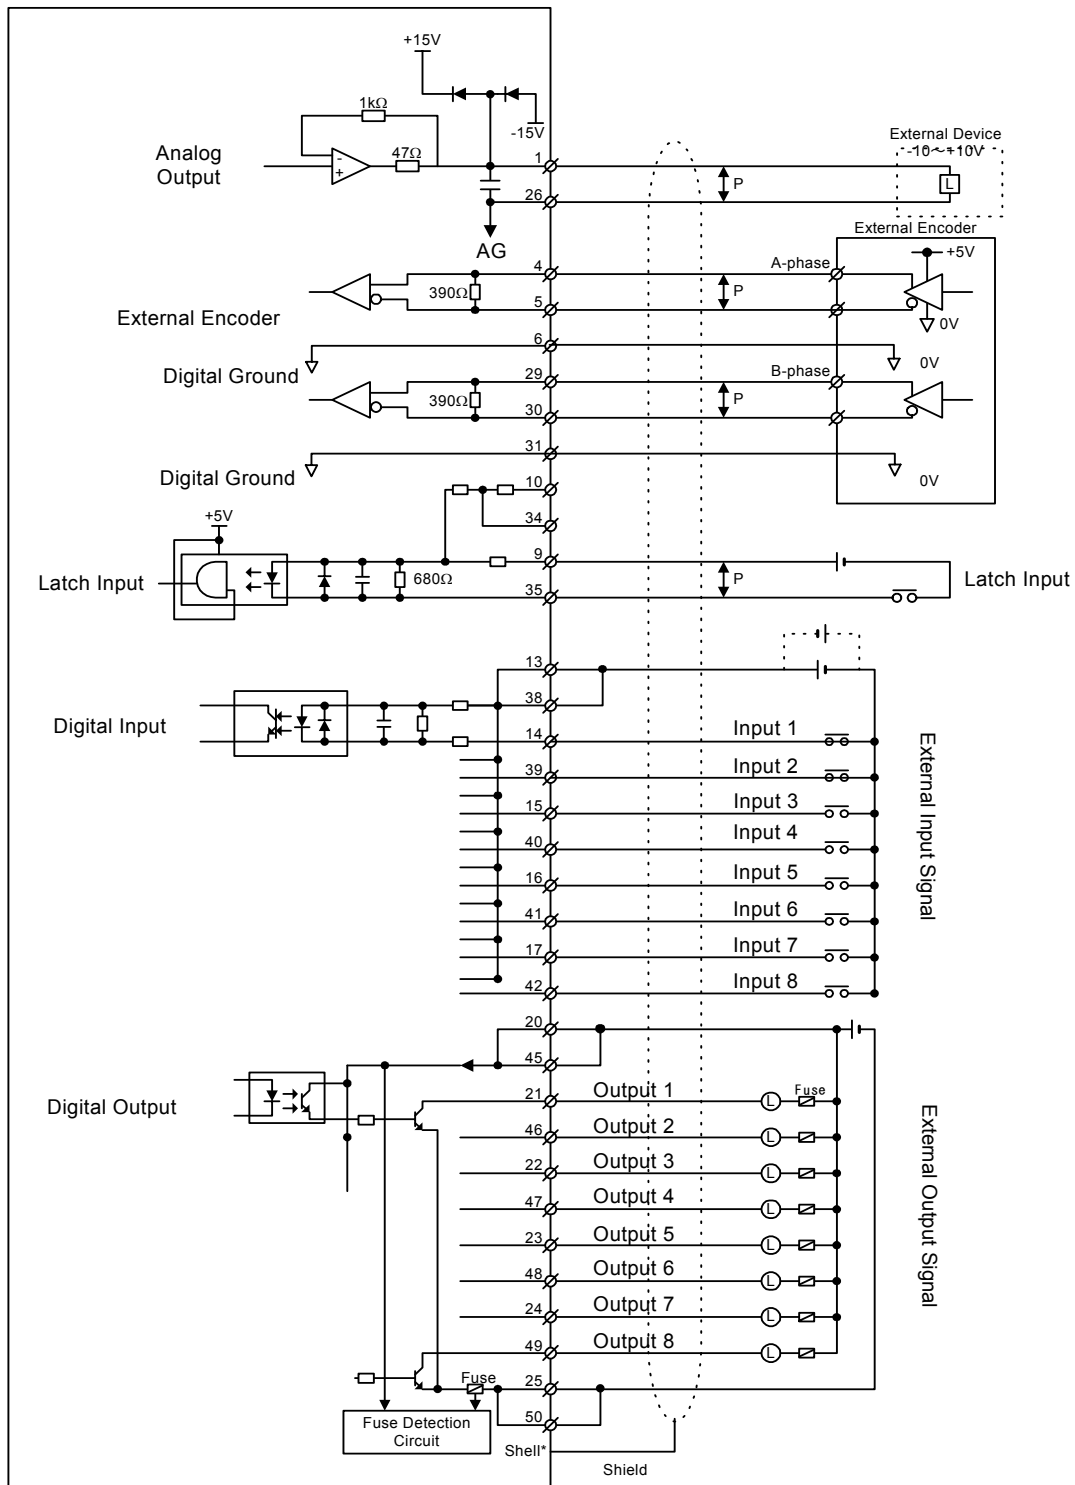 +15V
1kΩ
-15V
External Device
-10～+10V
Analog
Output
-
+
47Ω
1
P
L
26
AG
External Encoder
+5V
A-phase
4
390Ω
P
5
0V
External Encoder
6
0V
Digital Ground
B-phase
29
390Ω
P
30
31
0V
Digital Ground
10
+5V
34
9
Latch Input
680Ω
P
Latch Input
35
13
38
Digital Input
14
Input 1
39
Input 2
15
Input 3
40
Input 4
16
Input 5
41
Input 6
17
Input 7
42
Input 8
External Input Signal
20
45
Digital Output
21
Output 1
L
Fuse
46
Output 2
L
22
Output 3
L
47
Output 4
L
23
Output 5
L
48
Output 6
L
24
Output 7
L
49
Output 8
L
External Output Signal
Fuse
25
50
Fuse Detection
Circuit
Shell*
Shield